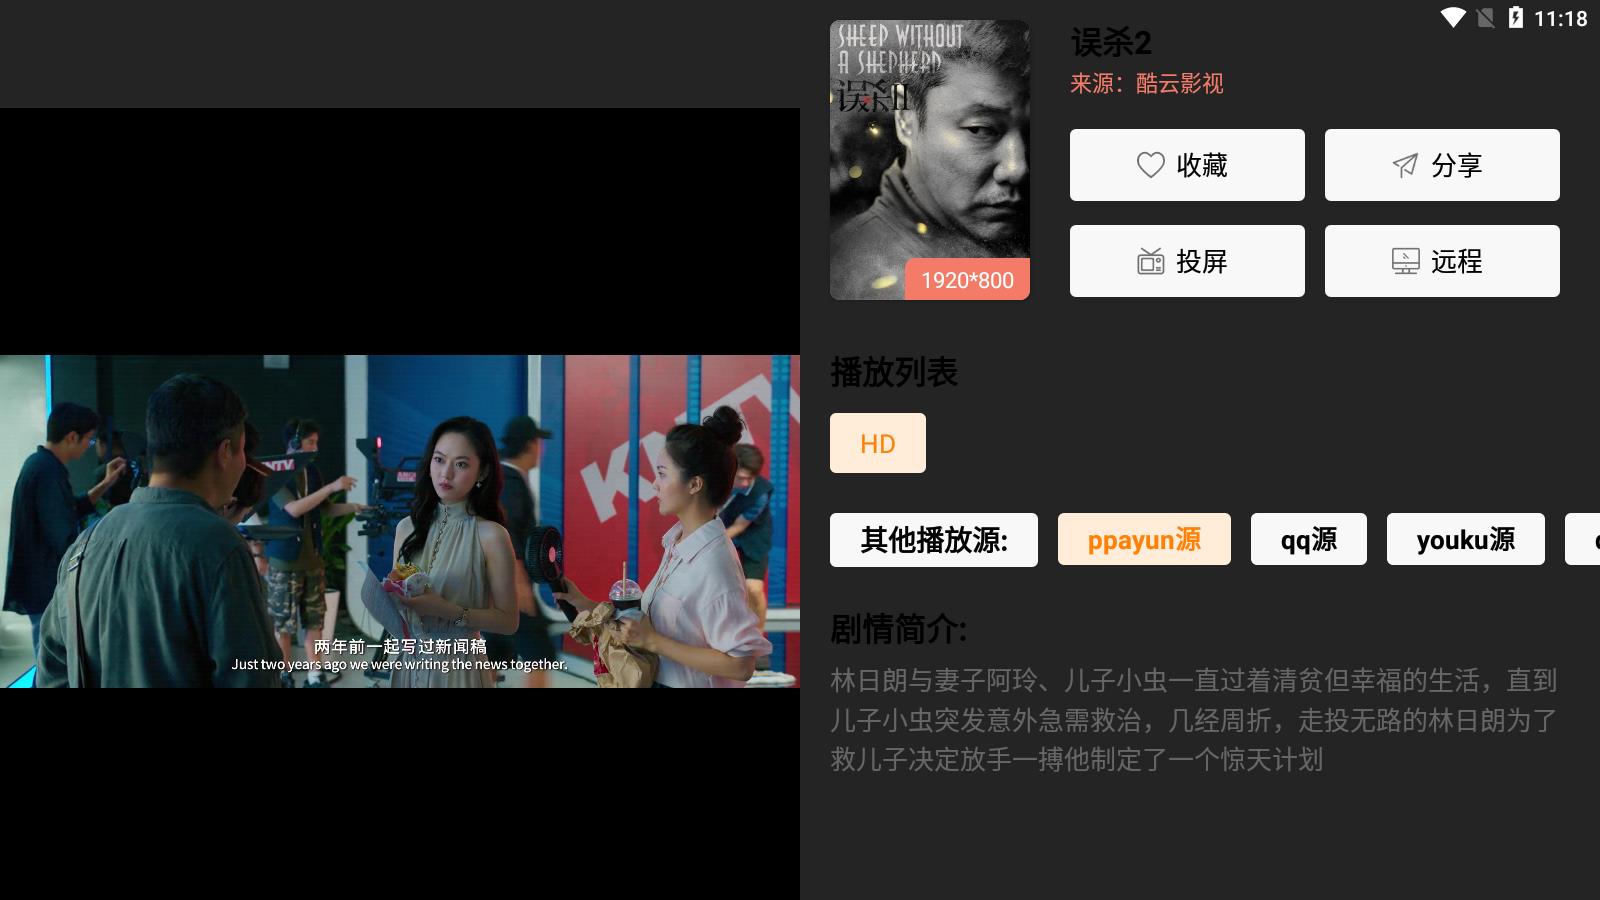 11:18
SHEEP WITHOUT
A SHEPHERD
误杀II
1920*800
误杀2
来源：酷云影视
收藏
分享
投屏
远程
播放列表
HD
其他播放源:
ppayun源
qq源
youku源
剧情简介:
林日朗与妻子阿玲、儿子小虫一直过着清贫但幸福的生活，直到
儿子小虫突发意外急需救治，几经周折，走投无路的林日朗为了
救儿子决定放手一搏他制定了一个惊天计划
KNTV
两年前一起写过新闻稿
Just two years ago we were writing the news together.